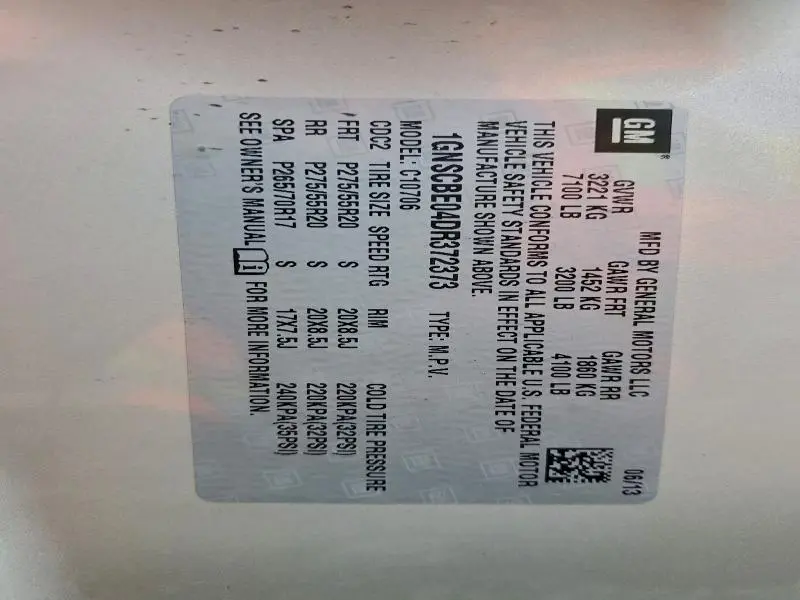 GM®
MFD BY GENERAL MOTORS LLC 06/13
GVWR GAWR FRT GAWR RR
3221 KG 1452 KG 1860 KG
7100 LB 3200 LB 4100 LB
THIS VEHICLE CONFORMS TO ALL APPLICABLE U.S. FEDERAL MOTOR
VEHICLE SAFETY STANDARDS IN EFFECT ON THE DATE OF
MANUFACTURE SHOWN ABOVE.
1GNSCBE04DR372373 TYPE: M.P.V.
MODEL: C10706
CDC2 TIRE SIZE SPEED RTG RIM COLD TIRE PRESSURE
FRT P275/55R20 S 20X8.5J 220KPA(32PSI)
RR P275/55R20 S 20X8.5J 220KPA(32PSI)
SPA P265/70R17 S 17X7.5J 240KPA(35PSI)
SEE OWNER'S MANUAL FOR MORE INFORMATION.